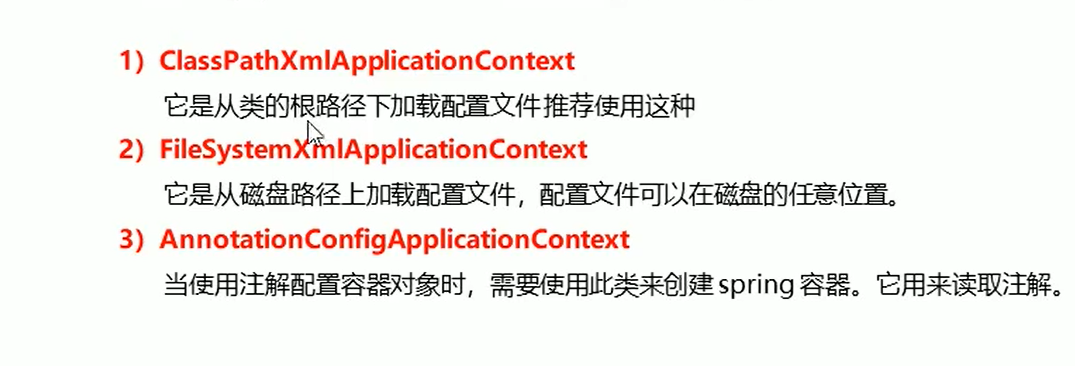 1）ClassPathXmlApplicationContext
它是从类的根路径下加载配置文件推荐使用这种
2）FileSystemXmlApplicationContext
它是从磁盘路径上加载配置文件，配置文件可以在磁盘的任意位置。
3）AnnotationConfigApplicationContext
当使用注解配置容器对象时，需要使用此类来创建 spring 容器。它用来读取注解。